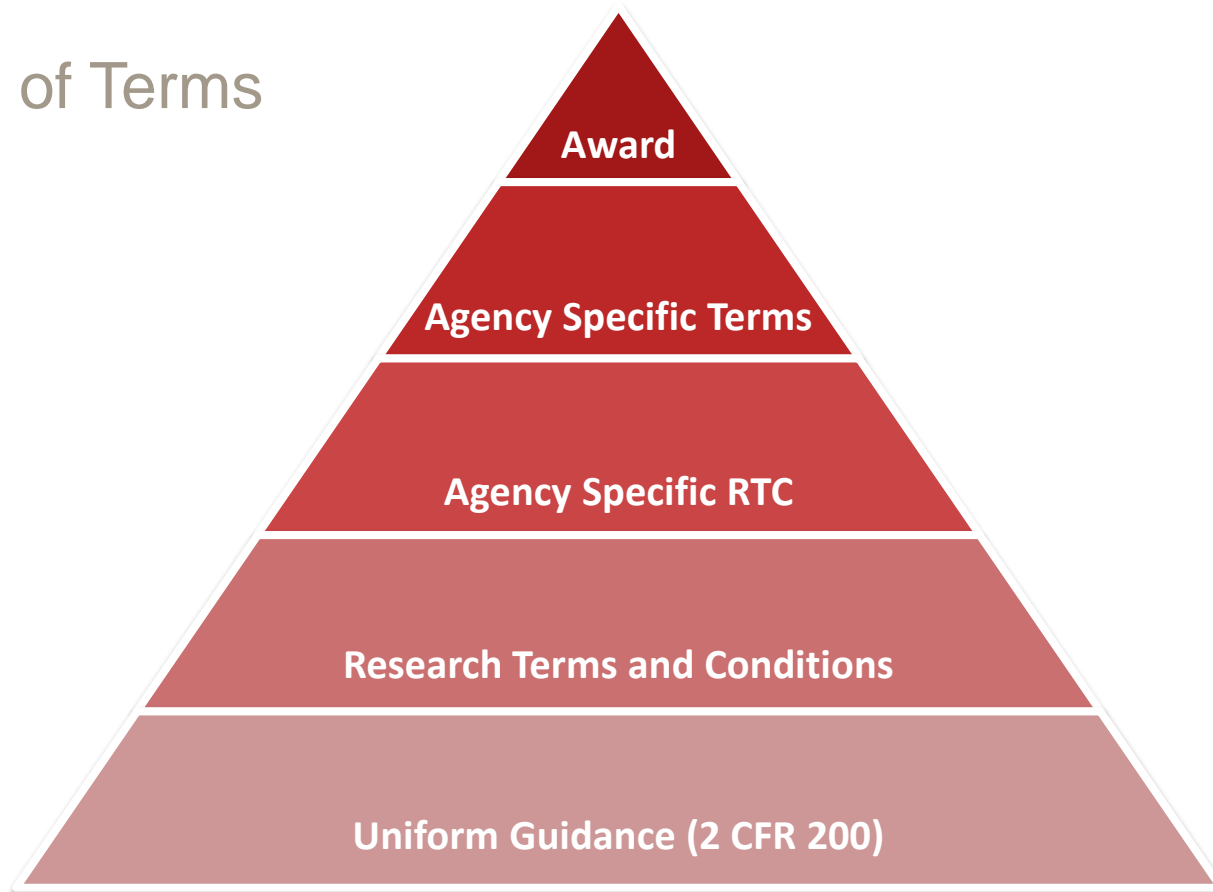 of Terms
Award
Agency Specific Terms
Agency Specific RTC
Research Terms and Conditions
Uniform Guidance (2 CFR 200)